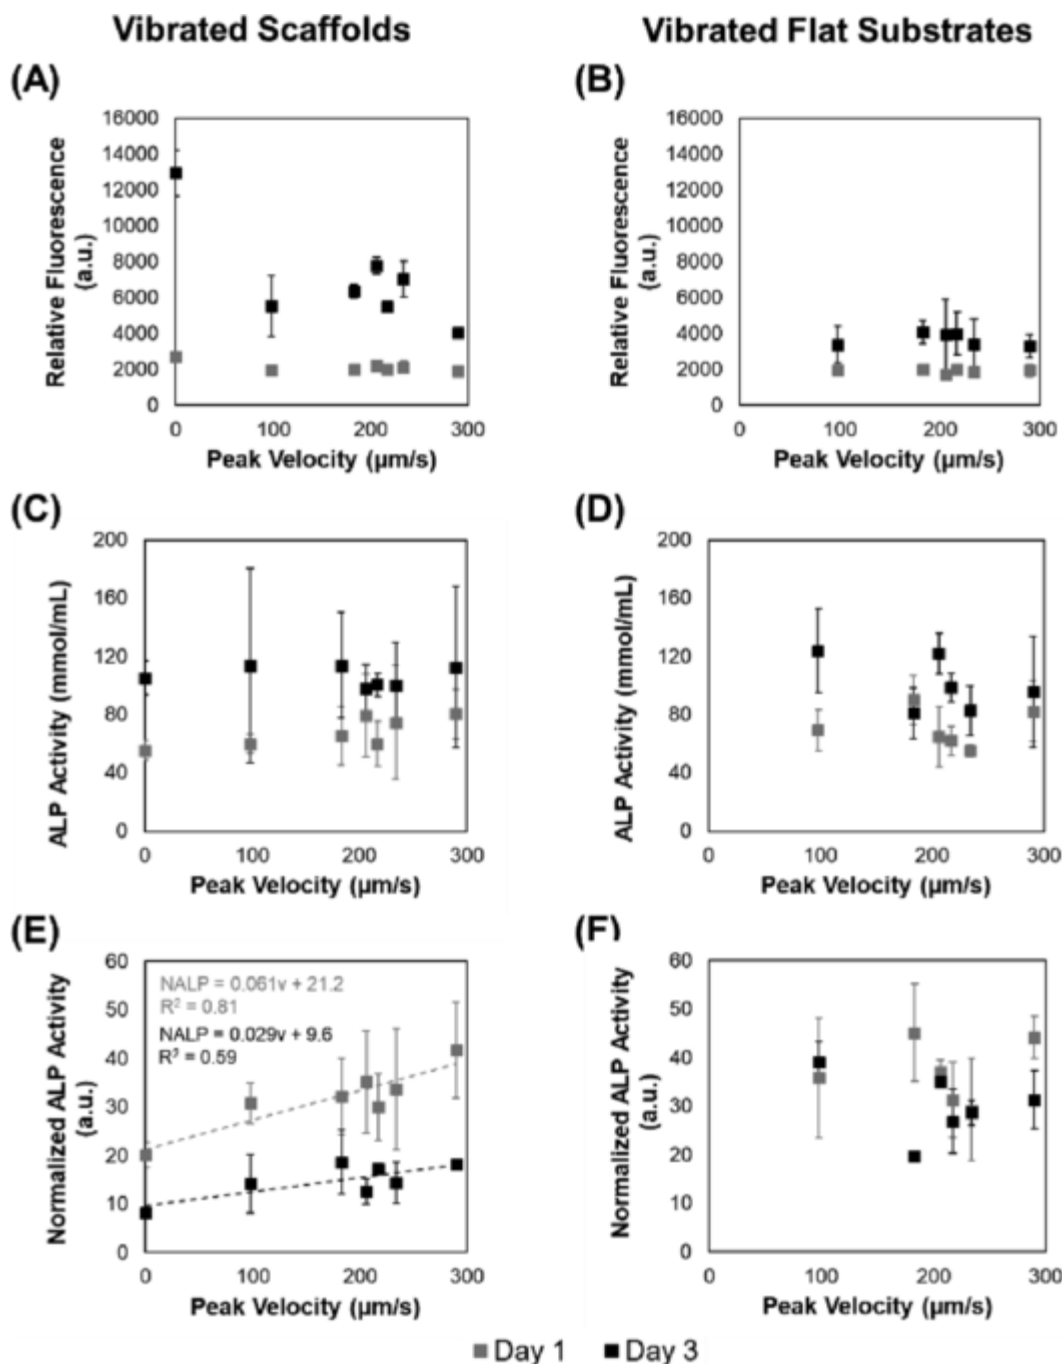 Vibrated Scaffolds
Vibrated Flat Substrates
(A)
Relative Fluorescence
(a.u.)
16000
14000
12000
10000
8000
6000
4000
2000
0
0 100 200 300
Peak Velocity (µm/s)
(B)
Relative Fluorescence
(a.u.)
16000
14000
12000
10000
8000
6000
4000
2000
0
0 100 200 300
Peak Velocity (µm/s)
(C)
ALP Activity (mmol/mL)
200
160
120
80
40
0
0 100 200 300
Peak Velocity (µm/s)
(D)
ALP Activity (mmol/mL)
200
160
120
80
40
0
0 100 200 300
Peak Velocity (µm/s)
(E)
Normalized ALP Activity
(a.u.)
60
50
40
30
20
10
0
NALP = 0.061v + 21.2
R² = 0.81
NALP = 0.029v + 9.6
R² = 0.59
0 100 200 300
Peak Velocity (µm/s)
(F)
Normalized ALP Activity
(a.u.)
60
50
40
30
20
10
0
0 100 200 300
Peak Velocity (µm/s)
Day 1 Day 3